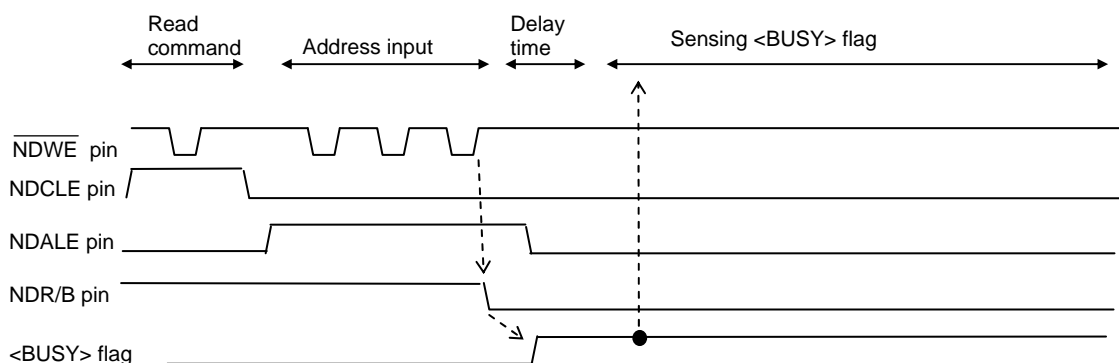 Read
command
Address input
Delay
time
Sensing <BUSY> flag
NDWE pin
NDCLE pin
NDALE pin
NDR/B pin
<BUSY> flag